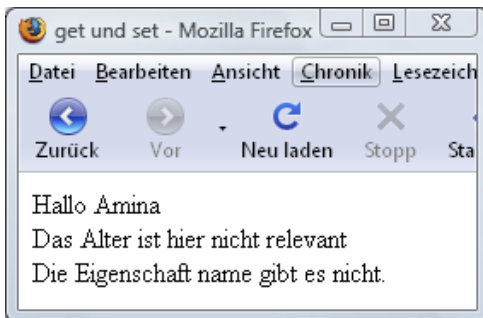 get und set - Mozilla Firefox
Datei Bearbeiten Ansicht Chronik Lesezeich
Zurück Vor Neu laden Stopp Sta
Hallo Amina
Das Alter ist hier nicht relevant
Die Eigenschaft name gibt es nicht.